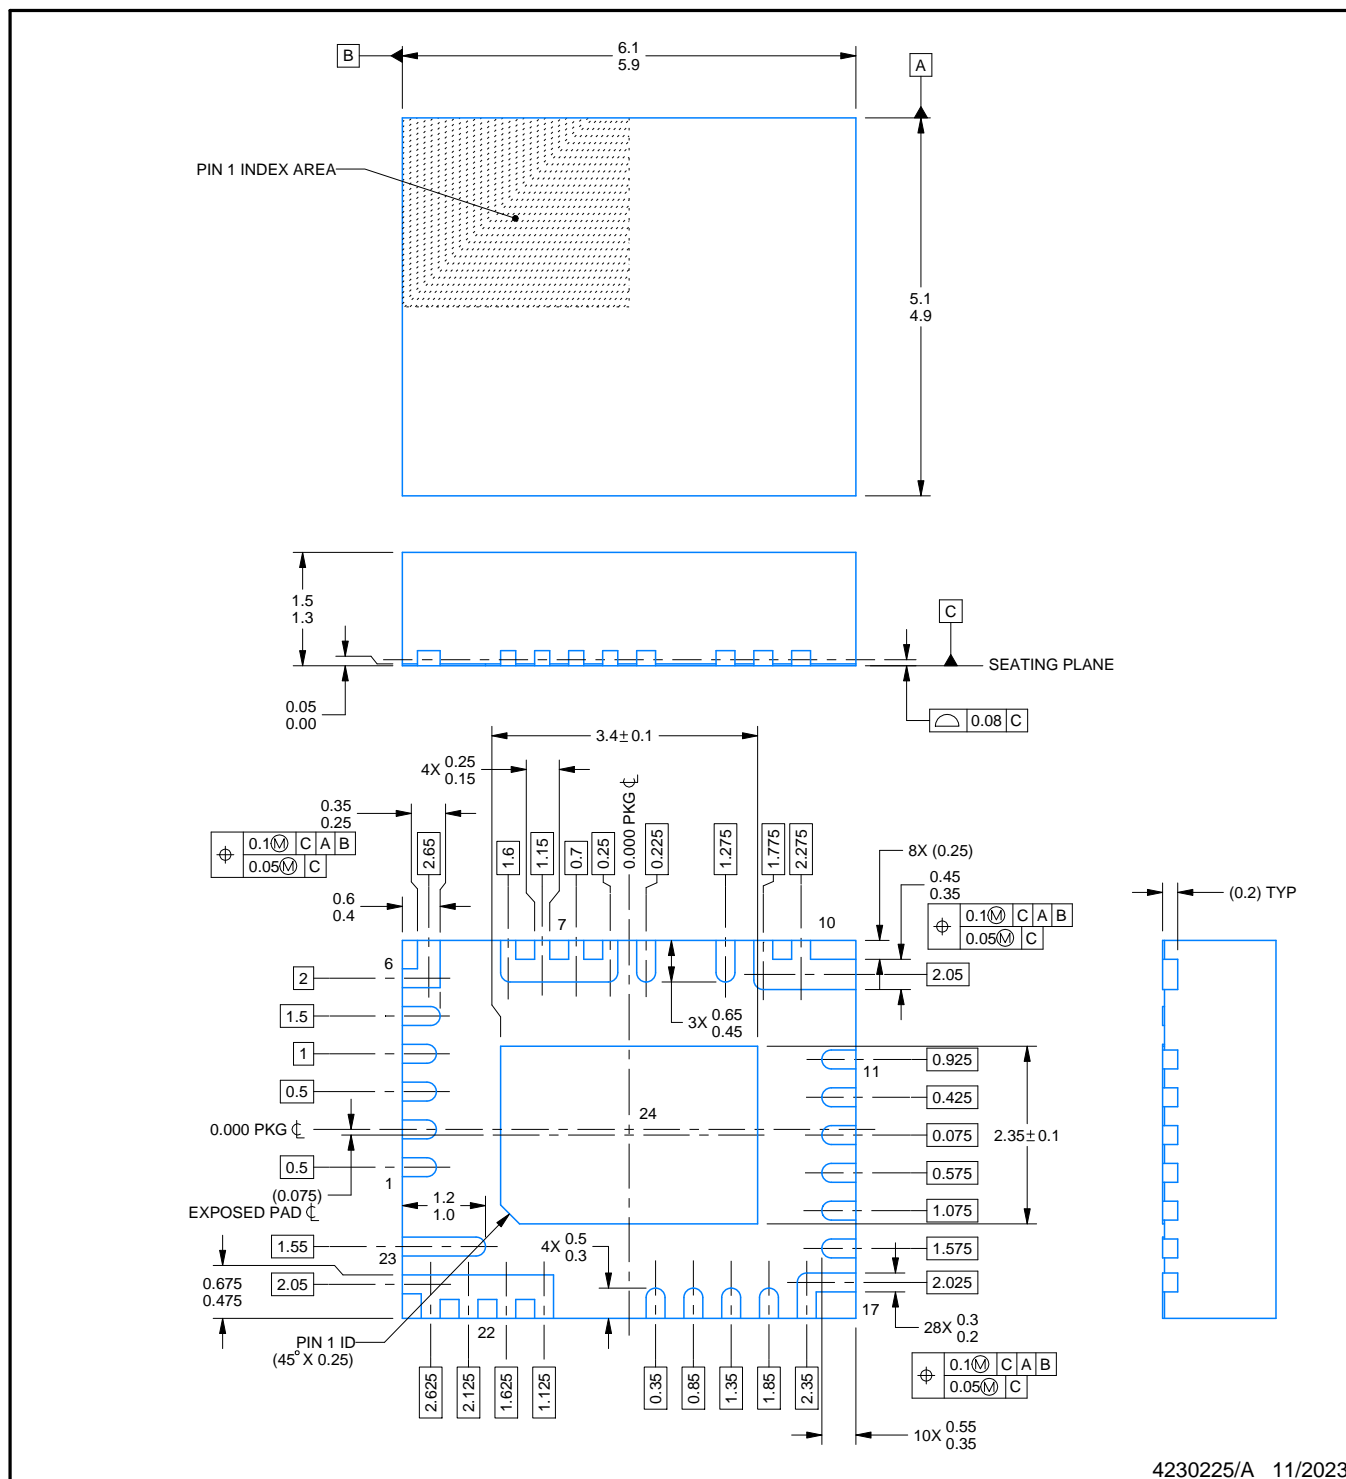 B
6.1
5.9
A
PIN 1 INDEX AREA
5.1
4.9
1.5
1.3
C
SEATING PLANE
0.05
0.00
0.08 C
3.4± 0.1
4X 0.25
0.15
0.35
0.25
0.1Ⓜ C A B
0.05Ⓜ C
2.65
1.6
1.15
0.7
0.25
0.000 PKG ℄
0.225
1.275
1.775
2.275
8X (0.25)
0.45
0.35
0.1Ⓜ C A B
0.05Ⓜ C
(0.2) TYP
0.6
0.4
7
10
6
2
2.05
1.5
3X 0.65
0.45
1
0.925
11
0.5
0.425
24
0.000 PKG ℄
0.075
2.35± 0.1
0.5
0.575
1
(0.075)
EXPOSED PAD ℄
1.2
1.0
1.075
1.55
23
4X 0.5
0.3
1.575
0.675
0.475
2.05
2.025
17
22
28X 0.3
0.2
PIN 1 ID
(45° X 0.25)
0.1Ⓜ C A B
0.05Ⓜ C
2.625
2.125
1.625
1.125
0.35
0.85
1.35
1.85
2.35
10X 0.55
0.35
4230225/A 11/2023